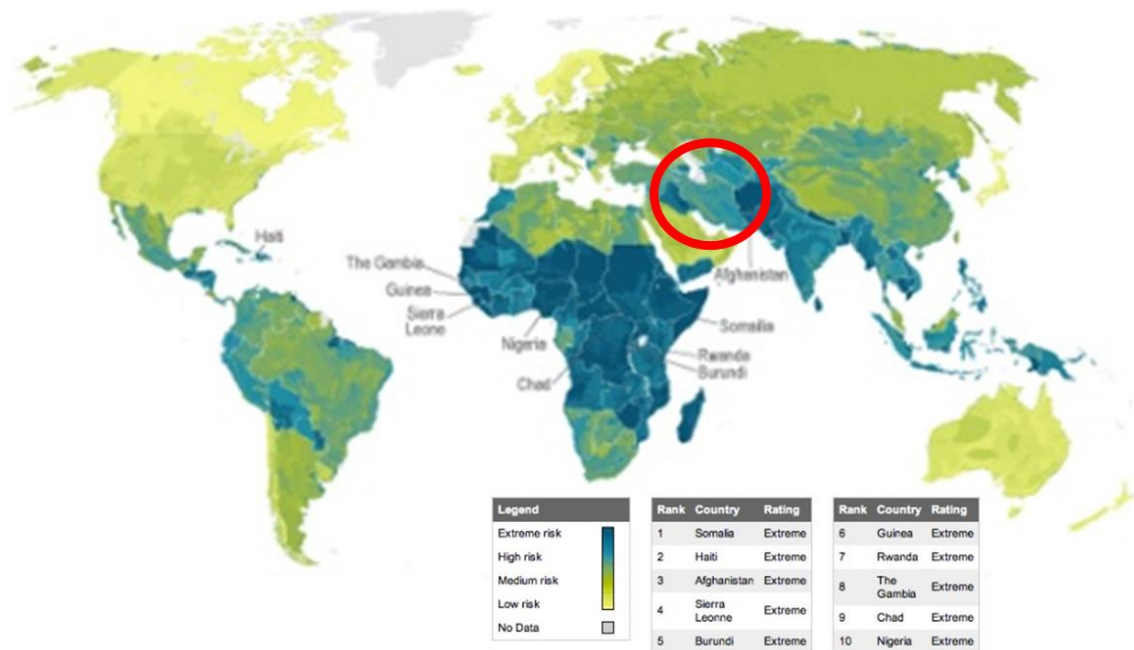 Haiti
The Gambia
Guinea
Sierra
Leone
Nigeria
Chad
Afghanistan
Somailia
Rwanda
Burundi
Legend
Extreme risk
High risk
Medium risk
Low risk
No Data
Rank Country Rating
1 Somalia Extreme
2 Haiti Extreme
3 Afghanistan Extreme
4 Sierra Leonne Extreme
5 Burundi Extreme
Rank Country Rating
6 Guinea Extreme
7 Rwanda Extreme
8 The Gambia Extreme
9 Chad Extreme
10 Nigeria Extreme